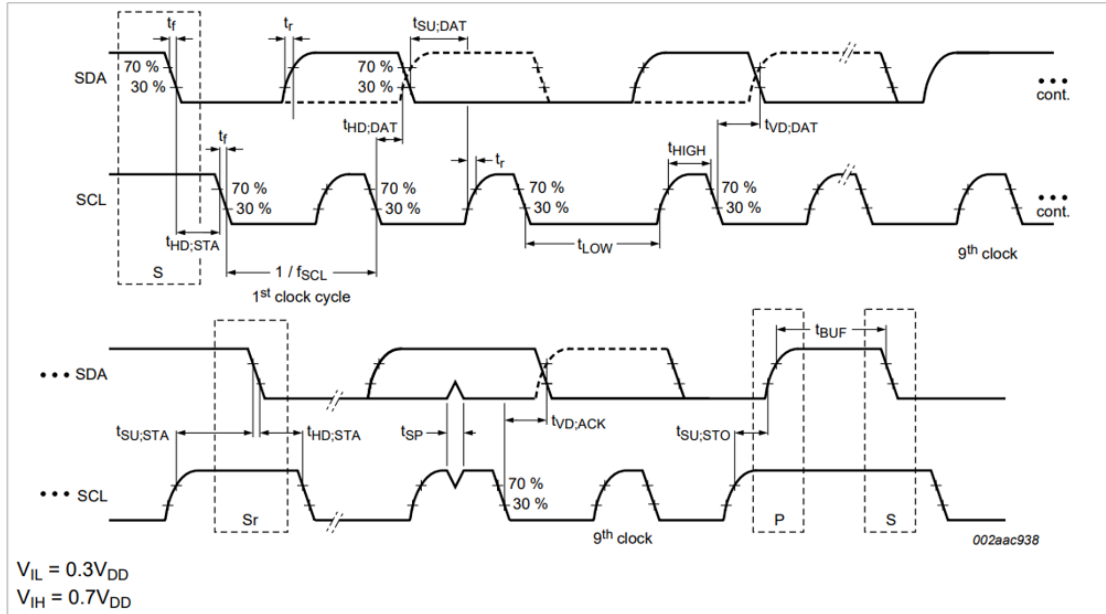 tf
tr
tSU;DAT
SDA
70 %
30 %
70 %
30 %
cont.
tHD;DAT
tVD;DAT
tf
tr
tHIGH
SCL
70 %
30 %
70 %
30 %
70 %
30 %
70 %
30 %
cont.
tHD;STA
tLOW
S
1 / fSCL
9th clock
1st clock cycle
tBUF
SDA
tSU;STA
tHD;STA
tSP
tVD;ACK
tSU;STO
SCL
70 %
30 %
Sr
9th clock
P
S
002aac938
VIL = 0.3VDD
VIH = 0.7VDD